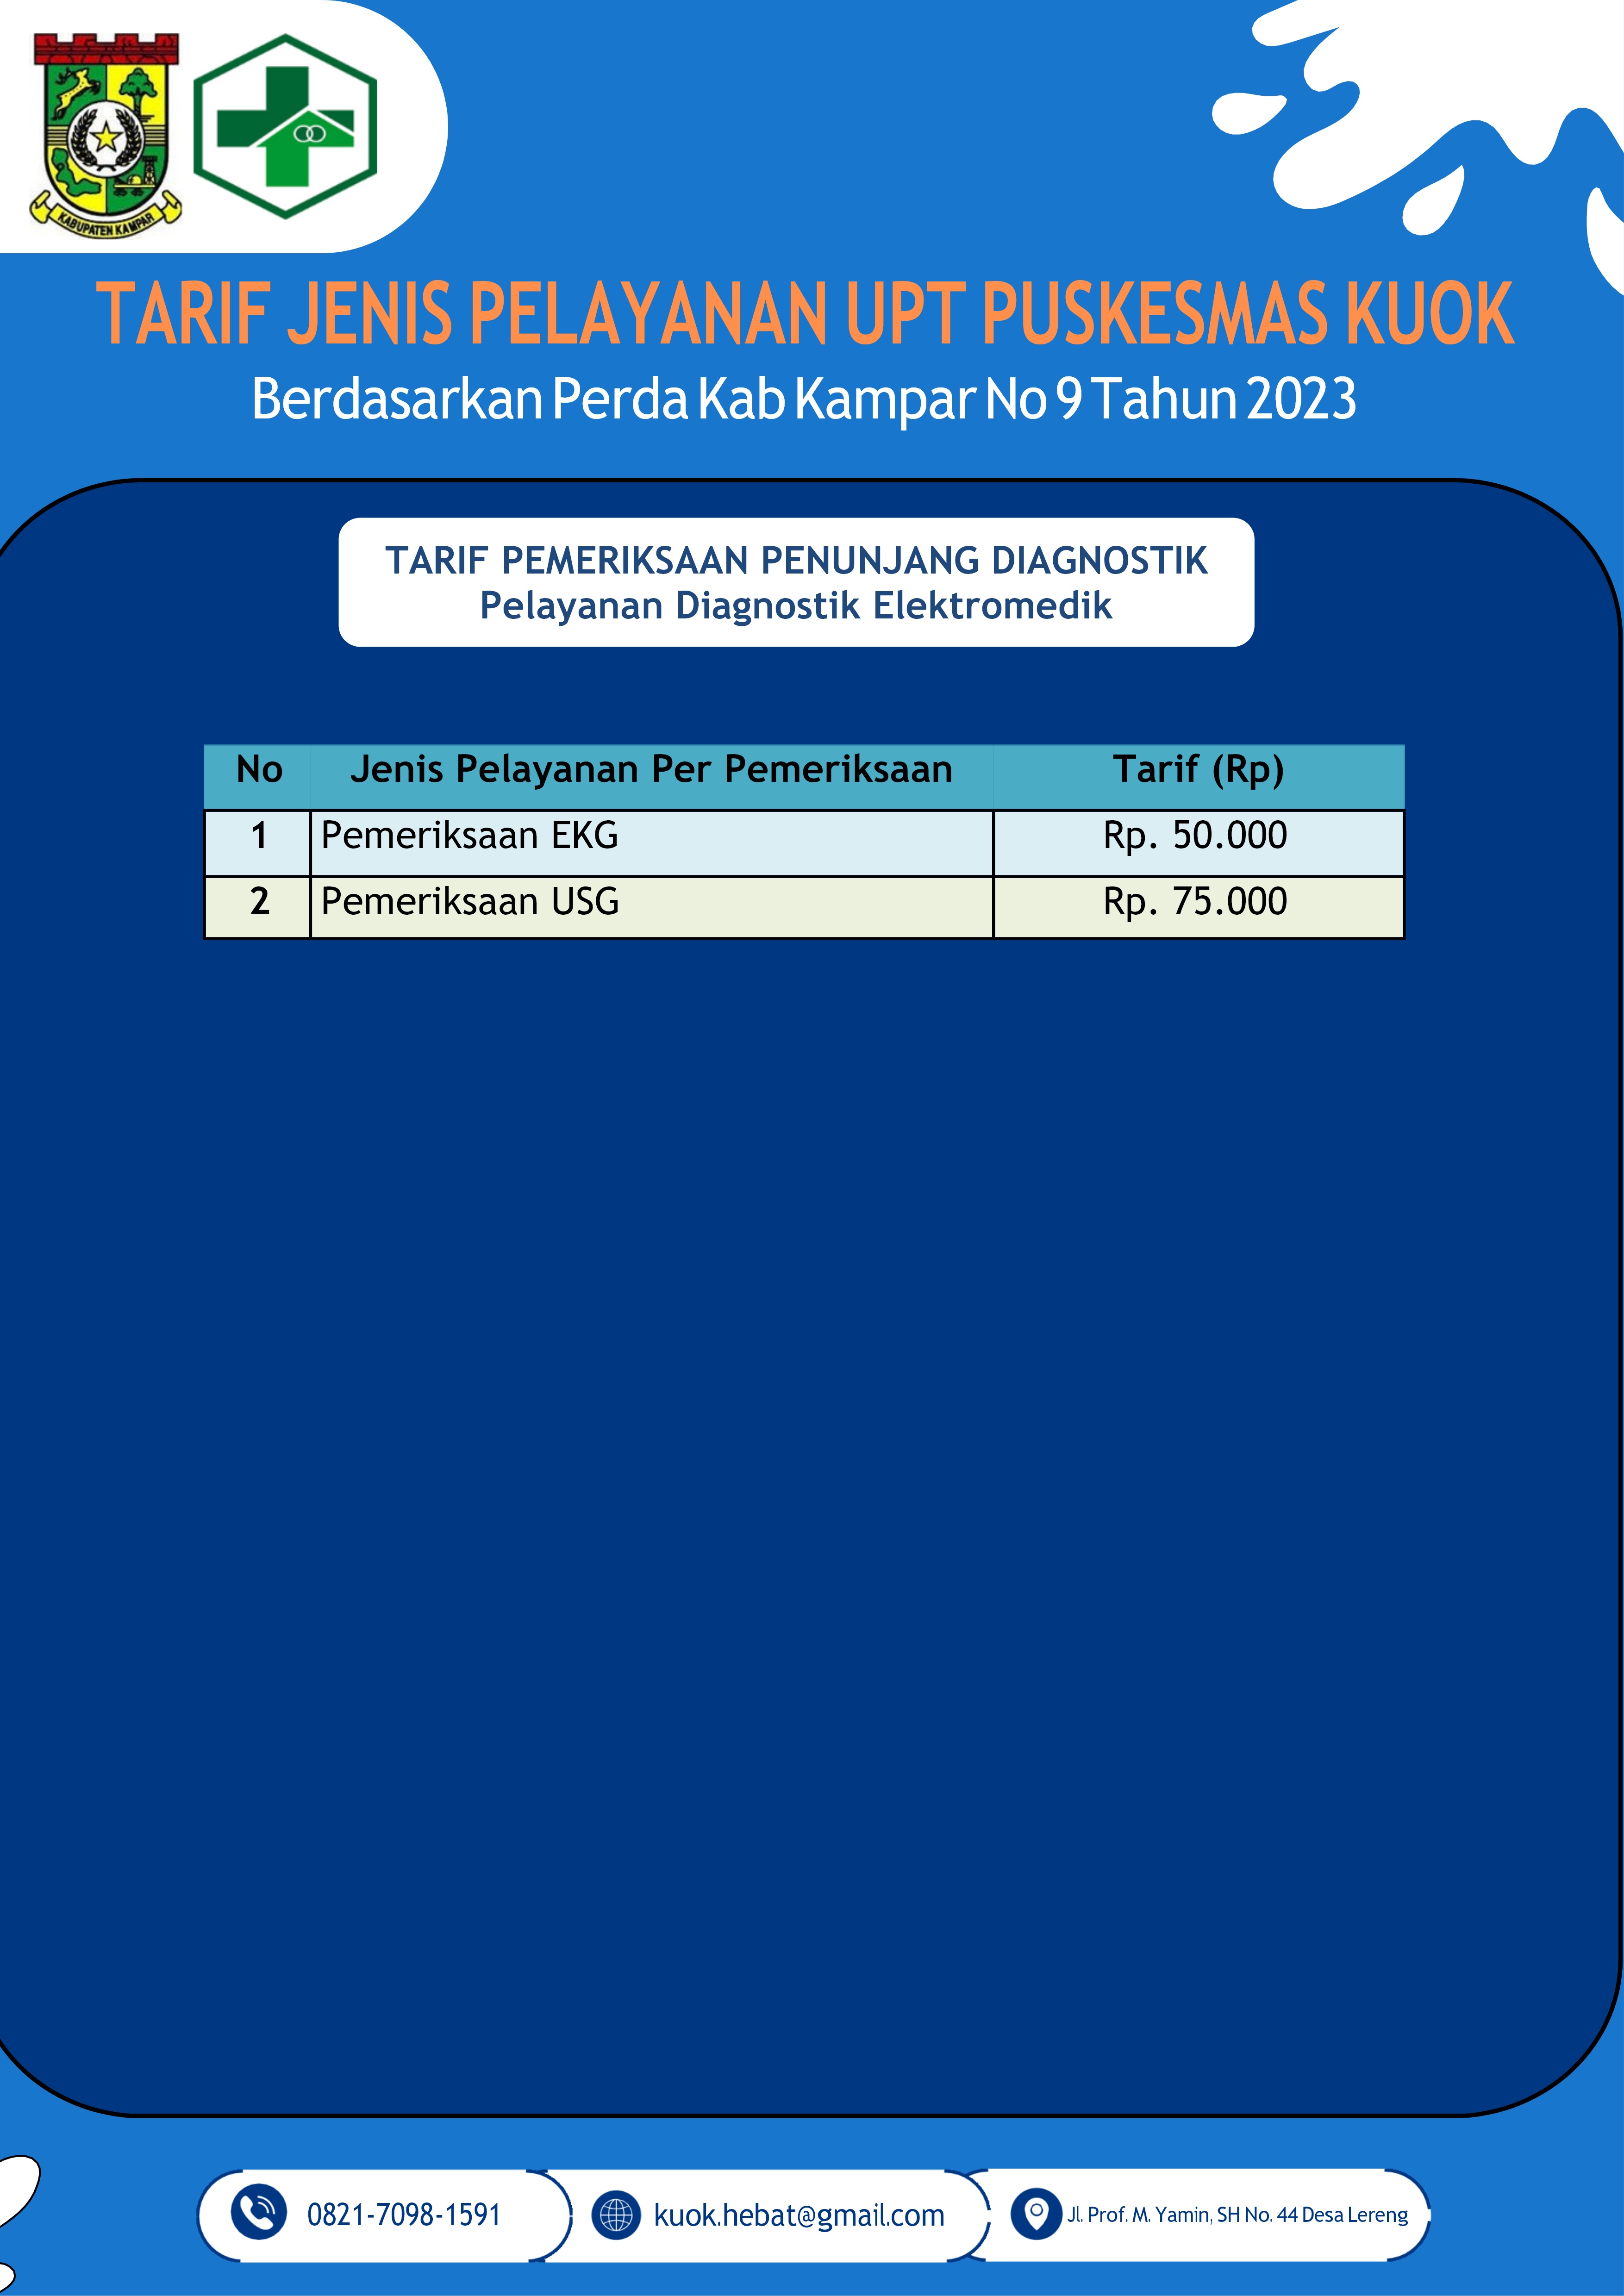 KABUPATEN KAMPAR
TARIF JENIS PELAYANAN UPT PUSKESMAS KUOK
Berdasarkan Perda Kab Kampar No 9 Tahun 2023
TARIF PEMERIKSAAN PENUNJANG DIAGNOSTIK
Pelayanan Diagnostik Elektromedik
No Jenis Pelayanan Per Pemeriksaan Tarif (Rp)
1 Pemeriksaan EKG Rp. 50.000
2 Pemeriksaan USG Rp. 75.000
0821-7098-1591 kuok.hebat@gmail.com Jl. Prof. M. Yamin, SH No. 44 Desa Lereng